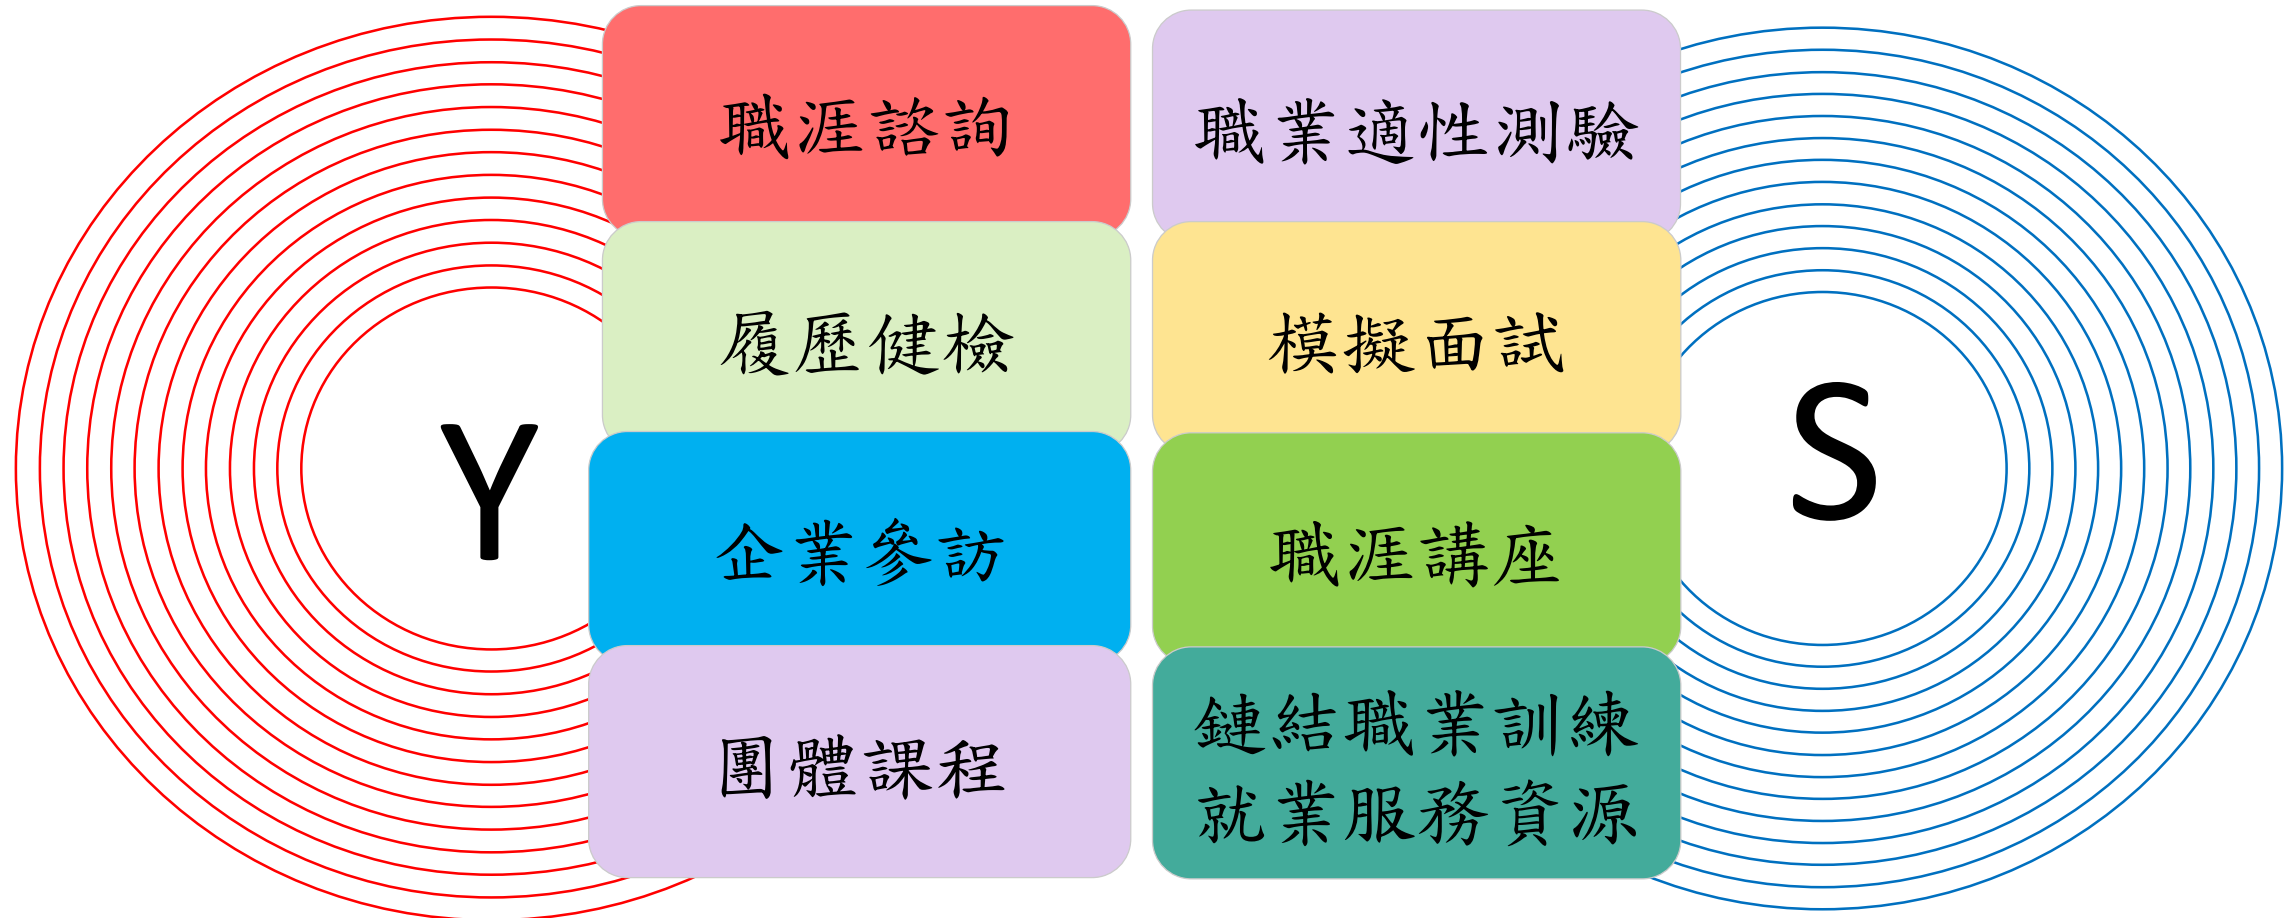 職涯諮詢
職業適性測驗
履歷健檢
模擬面試
Y
S
企業參訪
職涯講座
團體課程
鏈結職業訓練
就業服務資源